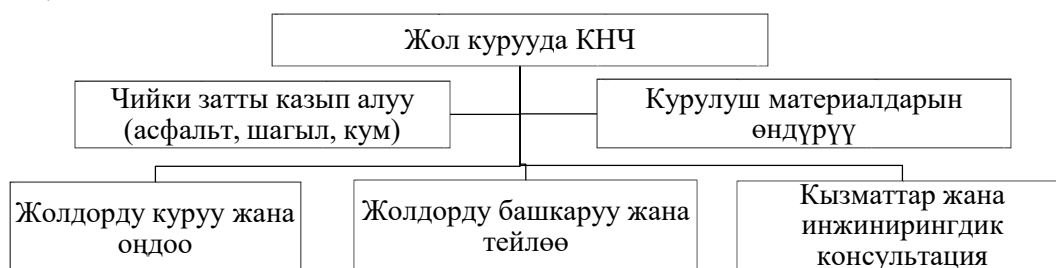 Жол курууда КНЧ
Чийки затты казып алуу
(асфальт, шагыл, кум)
Курулуш материалдарын
өндүрүү
Жолдорду куруу жана
оңдоо
Жолдорду башкаруу жана
тейлөө
Кызматтар жана
инжинирингдик
консультация